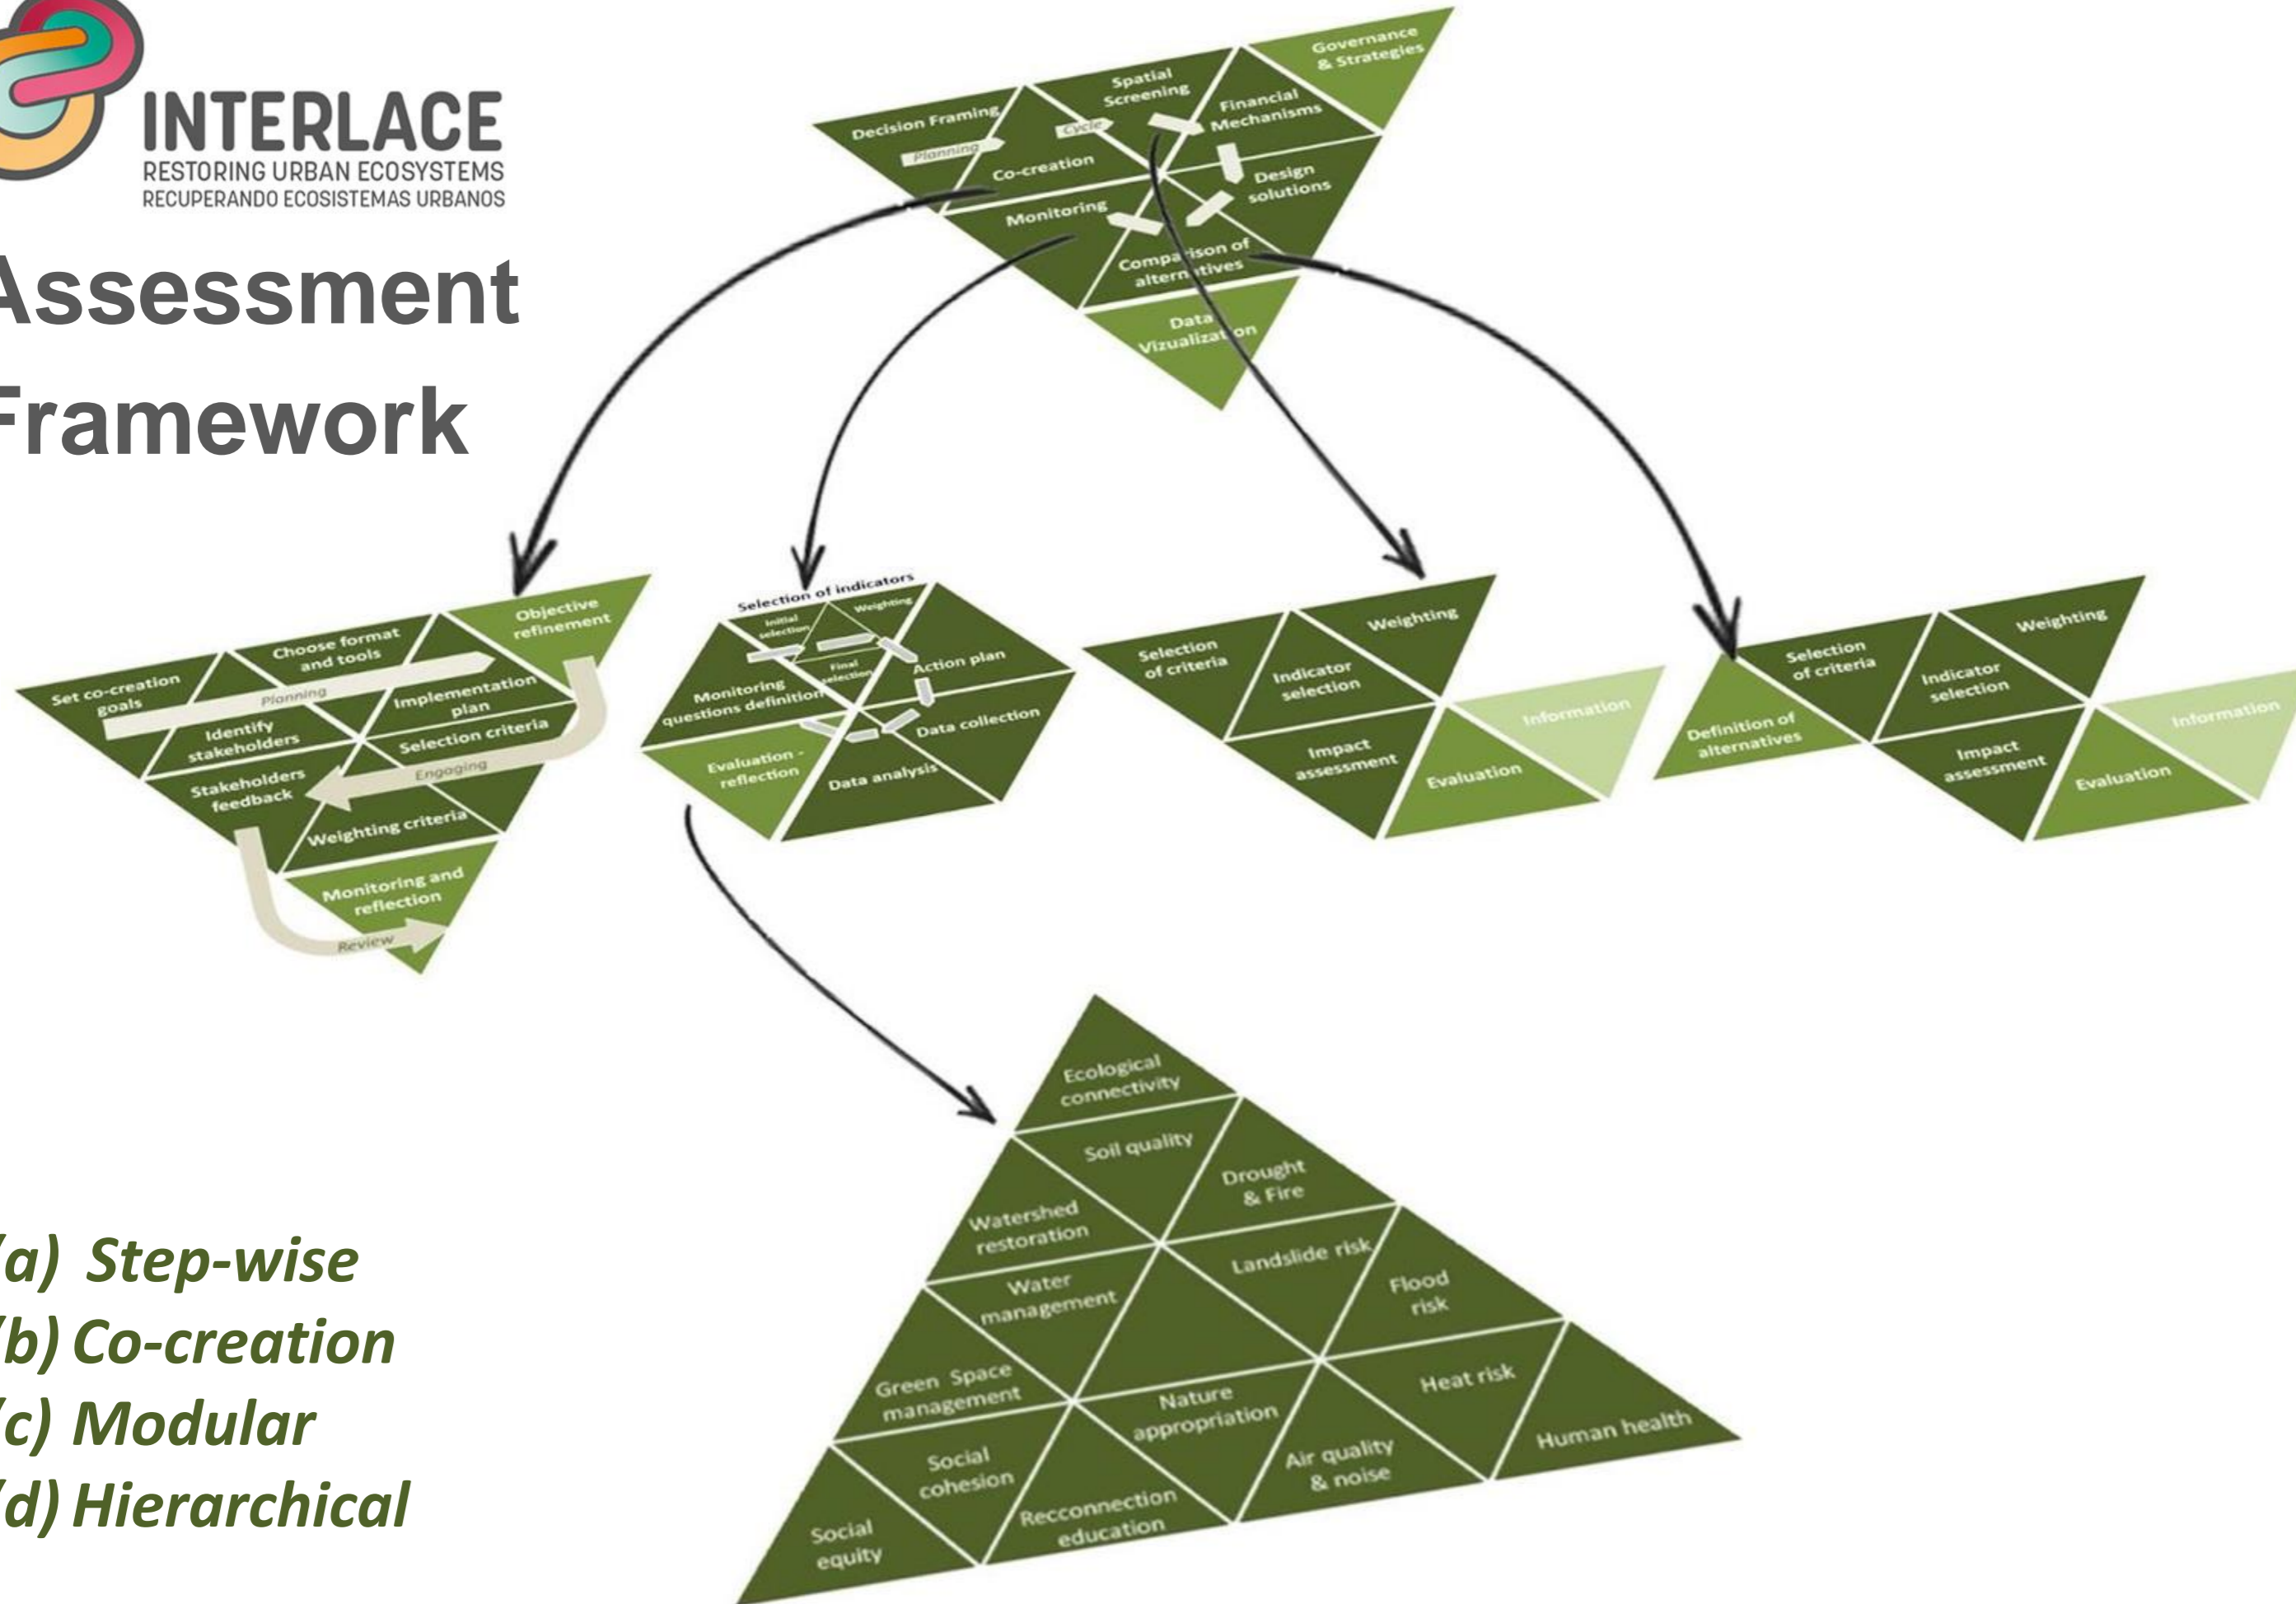 INTERLACE
RESTORING URBAN ECOSYSTEMS
RECUPERANDO ECOSISTEMAS URBANOS
Assessment
Framework
Decision Framing
Planning
Co-creation
Cycle
Spatial
Screening
Financial
Mechanisms
Governance
& Strategies
Design
solutions
Monitoring
Comparison of
alternatives
Data
Vizualization
Set co-creation
goals
Choose format
and tools
Objective
refinement
Planning
Identify
stakeholders
Implementation
plan
Selection criteria
Stakeholders
feedback
Engaging
Weighting criteria
Monitoring and
reflection
Review
Selection of indicators
Initial
selection
Weighting
Final
selection
Action plan
Monitoring
questions definition
Data collection
Evaluation -
reflection
Data analysis
Selection
of criteria
Indicator
selection
Weighting
Impact
assessment
Evaluation
Information
Definition of
alternatives
Selection
of criteria
Indicator
selection
Weighting
Impact
assessment
Evaluation
Information
Ecological
connectivity
Soil quality
Drought
& Fire
Watershed
restoration
Water
management
Landslide risk
Flood
risk
Green Space
management
Nature
appropriation
Heat risk
Human health
Social
cohesion
Air quality
& noise
Recconnection
education
Social
equity
(a) Step-wise
(b) Co-creation
(c) Modular
(d) Hierarchical